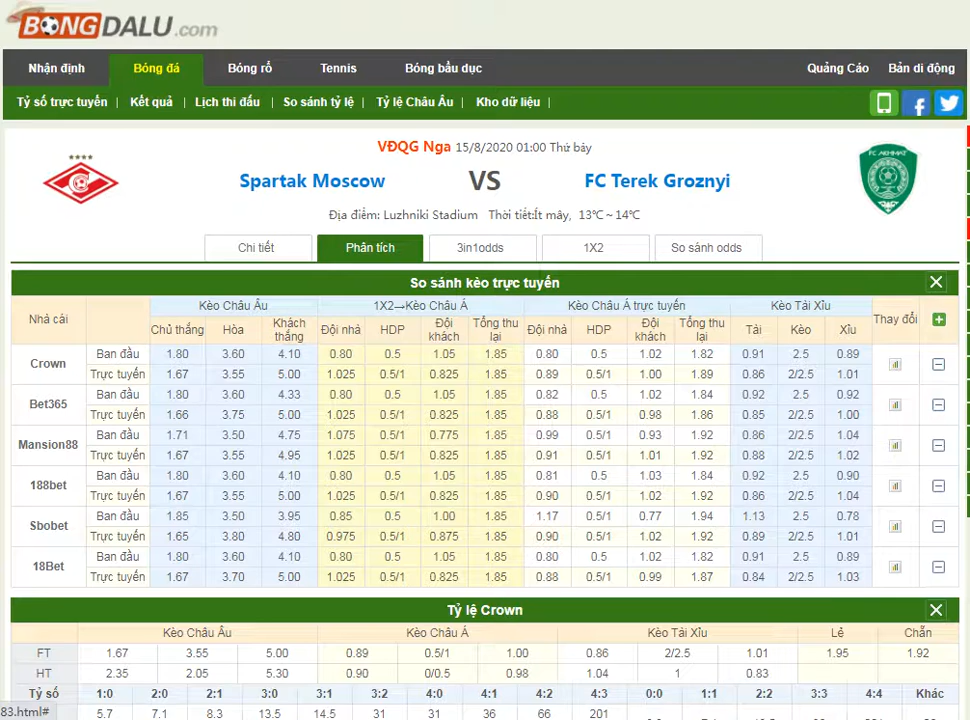 BONGDALU.com
Nhận định Bóng đá Bóng rổ Tennis Bóng bầu dục Quảng Cáo Bản di động
Tỷ số trực tuyến | Kết quả | Lịch thi đấu | So sánh tỷ lệ | Tỷ lệ Châu Âu | Kho dữ liệu |
VĐQG Nga 15/8/2020 01:00 Thứ bảy
Spartak Moscow VS FC Terek Groznyi
FC AKHMAT
Địa điểm: Luzhniki Stadium Thời tiết:Ít mây, 13℃～14℃
Chi tiết Phân tích 3in1odds 1X2 So sánh odds
So sánh kèo trực tuyến
Nhà cái Kèo Châu Âu 1X2→Kèo Châu Á Kèo Châu Á trực tuyến Kèo Tài Xỉu Thay đổi
Chủ thắng Hòa Khách thắng Đội nhà HDP Đội khách Tổng thu lại Đội nhà HDP Đội khách Tổng thu lại Tài Kèo Xỉu
Crown Ban đầu 1.80 3.60 4.10 0.80 0.5 1.05 1.85 0.80 0.5 1.02 1.82 0.91 2.5 0.89
Trực tuyến 1.67 3.55 5.00 1.025 0.5/1 0.825 1.85 0.89 0.5/1 1.00 1.89 0.86 2/2.5 1.01
Bet365 Ban đầu 1.80 3.60 4.33 0.80 0.5 1.05 1.85 0.82 0.5 1.02 1.84 0.92 2.5 0.92
Trực tuyến 1.66 3.75 5.00 1.025 0.5/1 0.825 1.85 0.88 0.5/1 0.98 1.86 0.85 2/2.5 1.00
Mansion88 Ban đầu 1.71 3.50 4.75 1.075 0.5/1 0.775 1.85 0.99 0.5/1 0.93 1.92 0.86 2/2.5 1.04
Trực tuyến 1.67 3.55 4.95 1.025 0.5/1 0.825 1.85 0.91 0.5/1 1.01 1.92 0.88 2/2.5 1.02
188bet Ban đầu 1.80 3.60 4.10 0.80 0.5 1.05 1.85 0.81 0.5 1.03 1.84 0.92 2.5 0.90
Trực tuyến 1.67 3.55 5.00 1.025 0.5/1 0.825 1.85 0.90 0.5/1 1.02 1.92 0.86 2/2.5 1.04
Sbobet Ban đầu 1.85 3.50 3.95 0.85 0.5 1.00 1.85 1.17 0.5/1 0.77 1.94 1.13 2.5 0.78
Trực tuyến 1.65 3.80 4.80 0.975 0.5/1 0.875 1.85 0.90 0.5/1 1.02 1.92 0.89 2/2.5 1.01
18Bet Ban đầu 1.80 3.60 4.10 0.80 0.5 1.05 1.85 0.80 0.5 1.02 1.82 0.91 2.5 0.89
Trực tuyến 1.67 3.70 5.00 1.025 0.5/1 0.825 1.85 0.88 0.5/1 0.99 1.87 0.84 2/2.5 1.03
Tỷ lệ Crown
Kèo Châu Âu Kèo Châu Á Kèo Tài Xỉu Lẻ Chẵn
FT 1.67 3.55 5.00 0.89 0.5/1 1.00 0.86 2/2.5 1.01 1.95 1.92
HT 2.35 2.05 5.30 0.90 0/0.5 0.98 1.04 1 0.83
Tỷ số 1:0 2:0 2:1 3:0 3:1 3:2 4:0 4:1 4:2 4:3 0:0 1:1 2:2 3:3 4:4 Khác
83.html# 5.7 7.1 8.3 13.5 14.5 31 31 36 66 201